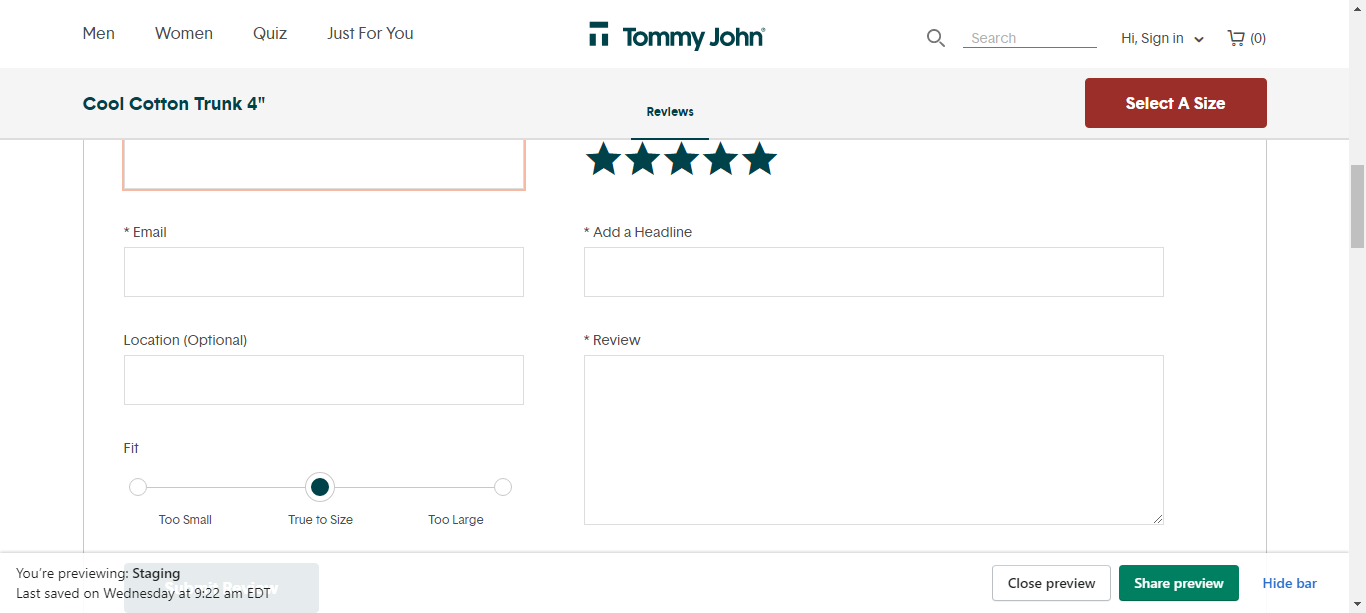 Men Women Quiz Just For You Tommy John® Search Hi, Sign in (0)
Cool Cotton Trunk 4" Reviews Select A Size
* Email * Add a Headline
Location (Optional) * Review
Fit
Too Small True to Size Too Large
Submit Review
You're previewing: Staging
Last saved on Wednesday at 9:22 am EDT
Close preview Share preview Hide bar